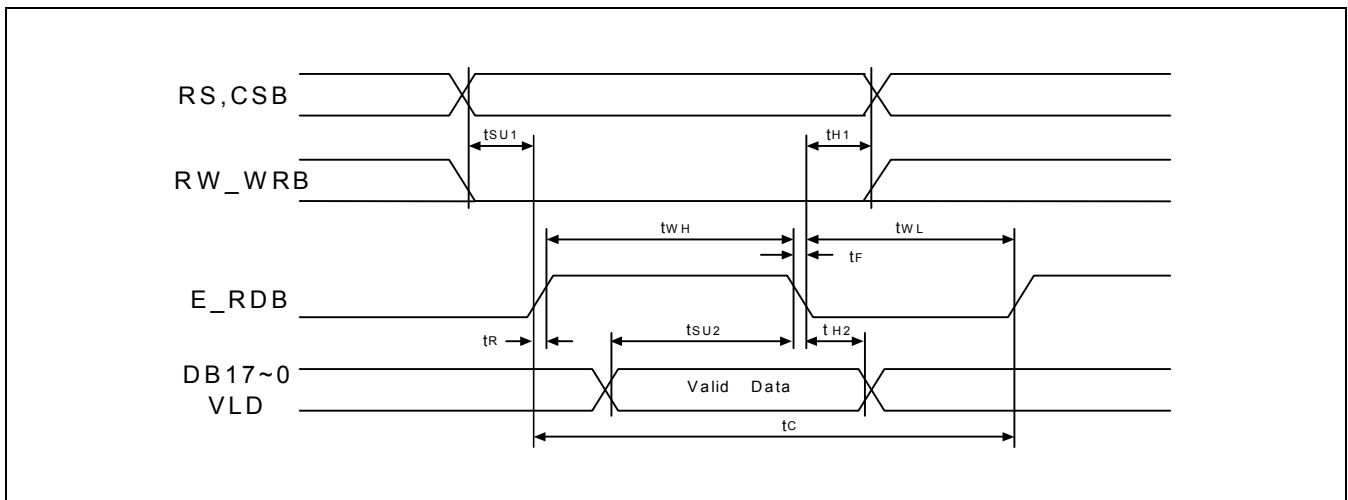 RS,CSB
tSU1
tH1
RW_WRB
tWH
tWL
tF
E_RDB
tR
tSU2
tH2
DB17~0
VLD
Valid Data
tC